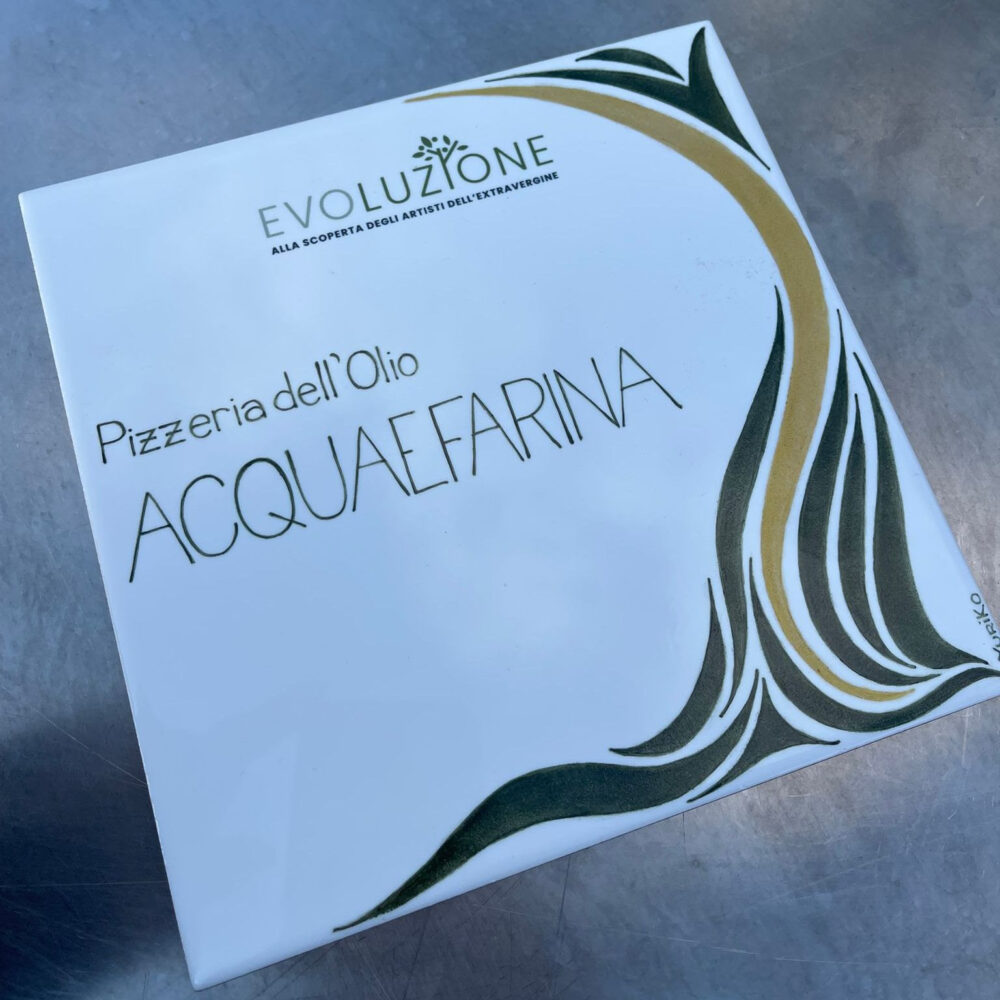 EVOLUZIONE
ALLA SCOPERTA DEGLI ARTISTI DELL'EXTRAVERGINE
Pizzeria dell'Olio
ACQUAEFARINA